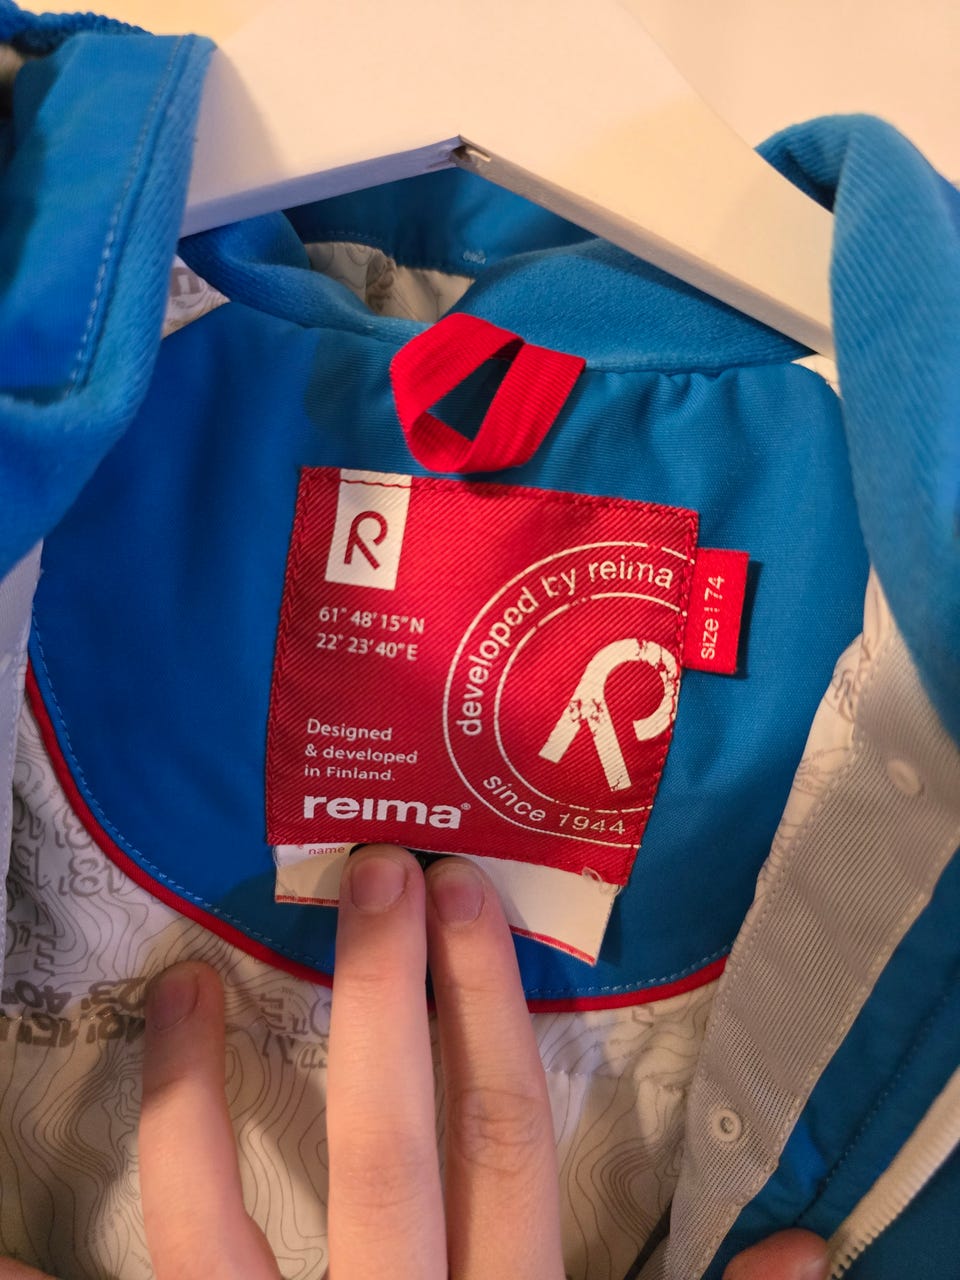 61° 48' 15" N
22° 23' 40" E
developed by reima
since 1944
size: 74
Designed
& developed
in Finland.
reima®
name